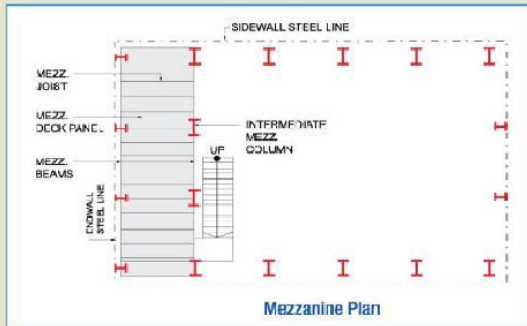 SIDEWALL STEEL LINE
MEZZ.
JOIST
MEZZ.
DECK PANEL
INTERMEDIATE
MEZZ.
COLUMN
UP
MEZZ.
BEAMS
ENDWALL
STEEL LINE
Mezzanine Plan